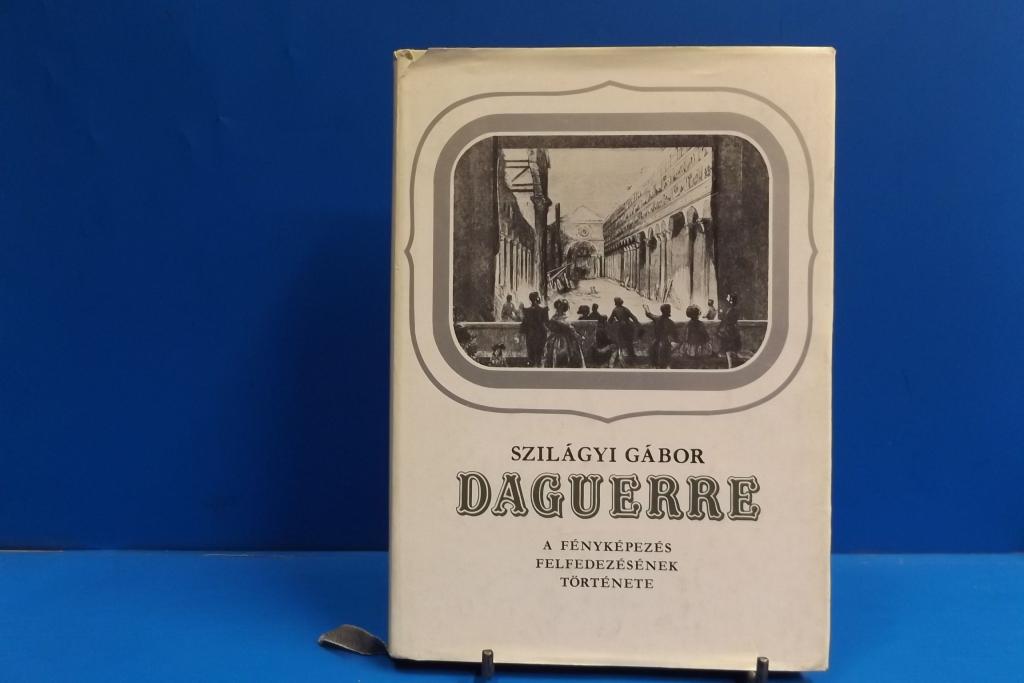 SZILÁGYI GÁBOR
DAGUERRE
A FÉNYKÉPEZÉS
FELFEDEZÉSÉNEK
TÖRTÉNETE